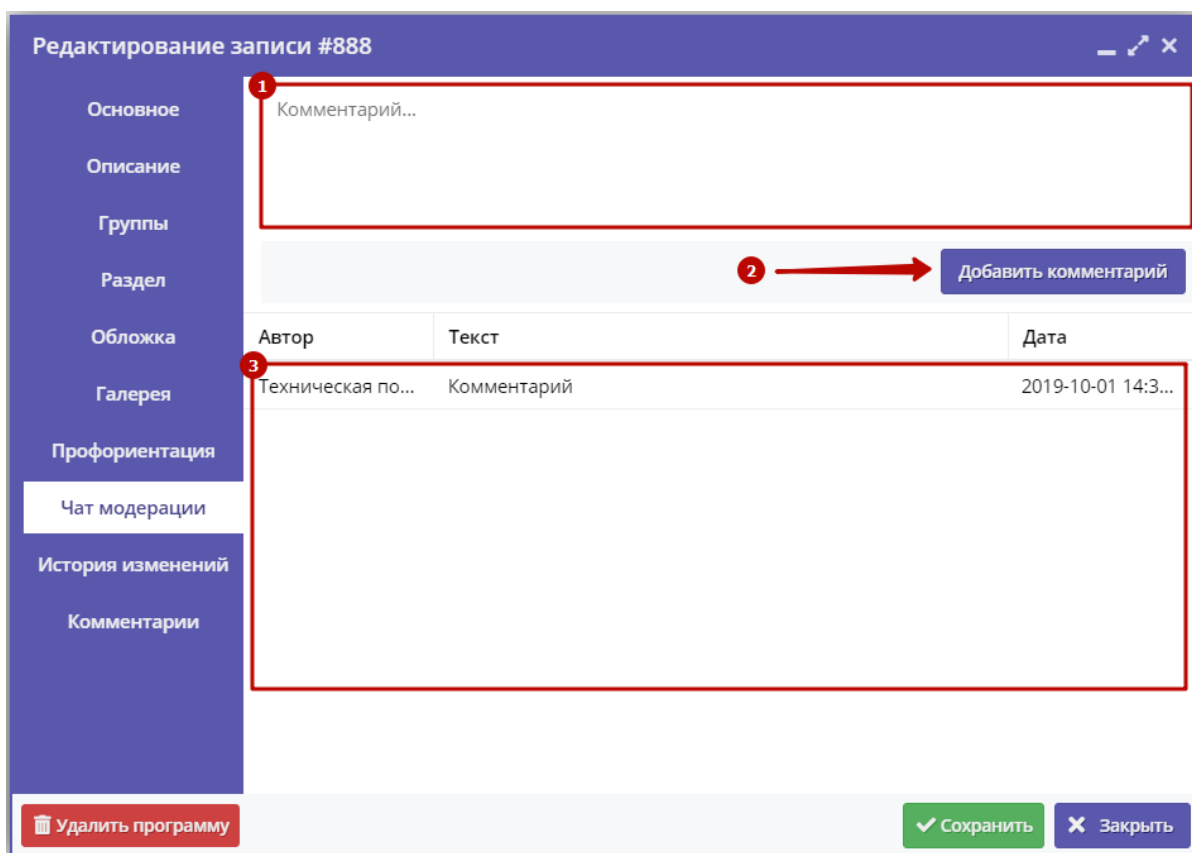 Редактирование записи #888
Основное
Описание
Группы
Раздел
Обложка
Галерея
Профориентация
Чат модерации
История изменений
Комментарии
1
Комментарий...
2
Добавить комментарий
Автор Текст Дата
3
Техническая по... Комментарий 2019-10-01 14:3...
Удалить программу
Сохранить
Закрыть